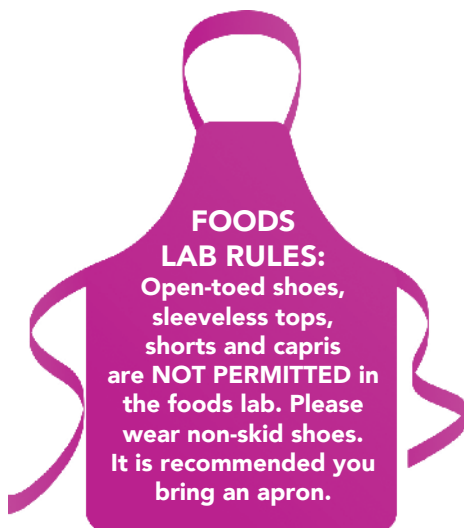 FOODS
LAB RULES:
Open-toed shoes,
sleeveless tops,
shorts and capris
are NOT PERMITTED in
the foods lab. Please
wear non-skid shoes.
It is recommended you
bring an apron.